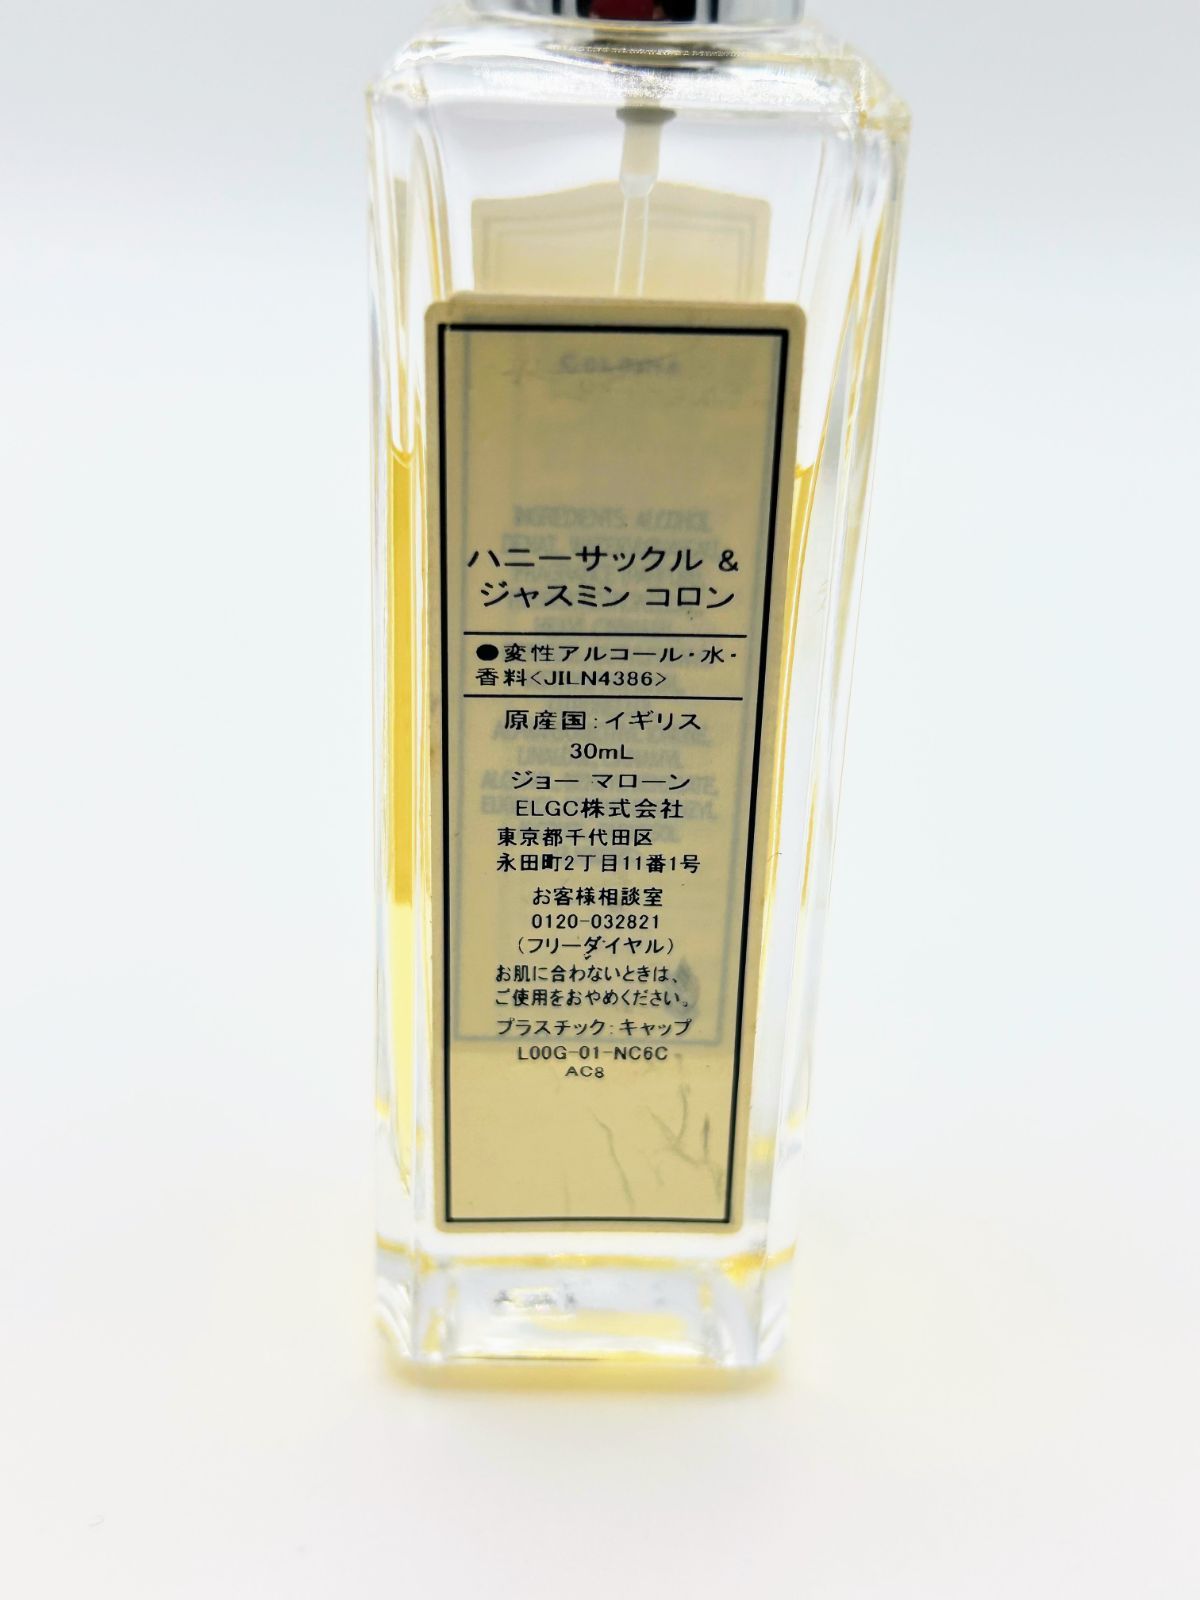 ハニーサックル &
ジャスミン コロン
●変性アルコール・水・
香料<JILN4386>
原産国:イギリス
30mL
ジョー マローン
ELGC株式会社
東京都千代田区
永田町2丁目11番1号
お客様相談室
0120-032821
(フリーダイヤル)
お肌に合わないときは、
ご使用をおやめください。
プラスチック:キャップ
L00G-01-NC6C
AC8
INGREDIENTS: ALCOHOL